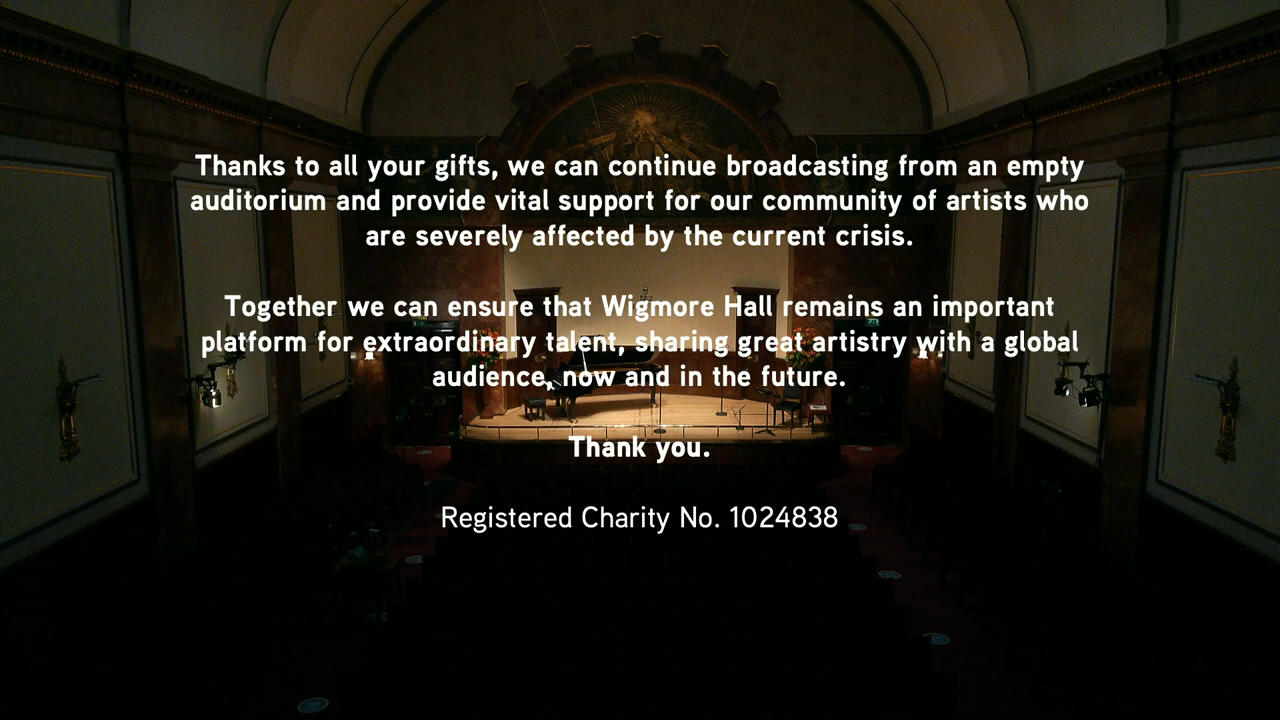 Thanks to all your gifts, we can continue broadcasting from an empty
auditorium and provide vital support for our community of artists who
are severely affected by the current crisis.
Together we can ensure that Wigmore Hall remains an important
platform for extraordinary talent, sharing great artistry with a global
audience, now and in the future.
Thank you.
Registered Charity No. 1024838